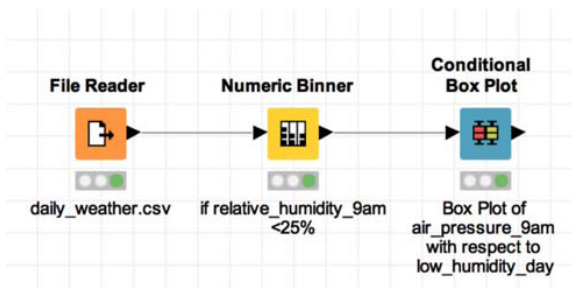 File Reader
Numeric Binner
Conditional
Box Plot
daily_weather.csv
if relative_humidity_9am
<25%
Box Plot of
air_pressure_9am
with respect to
low_humidity_day